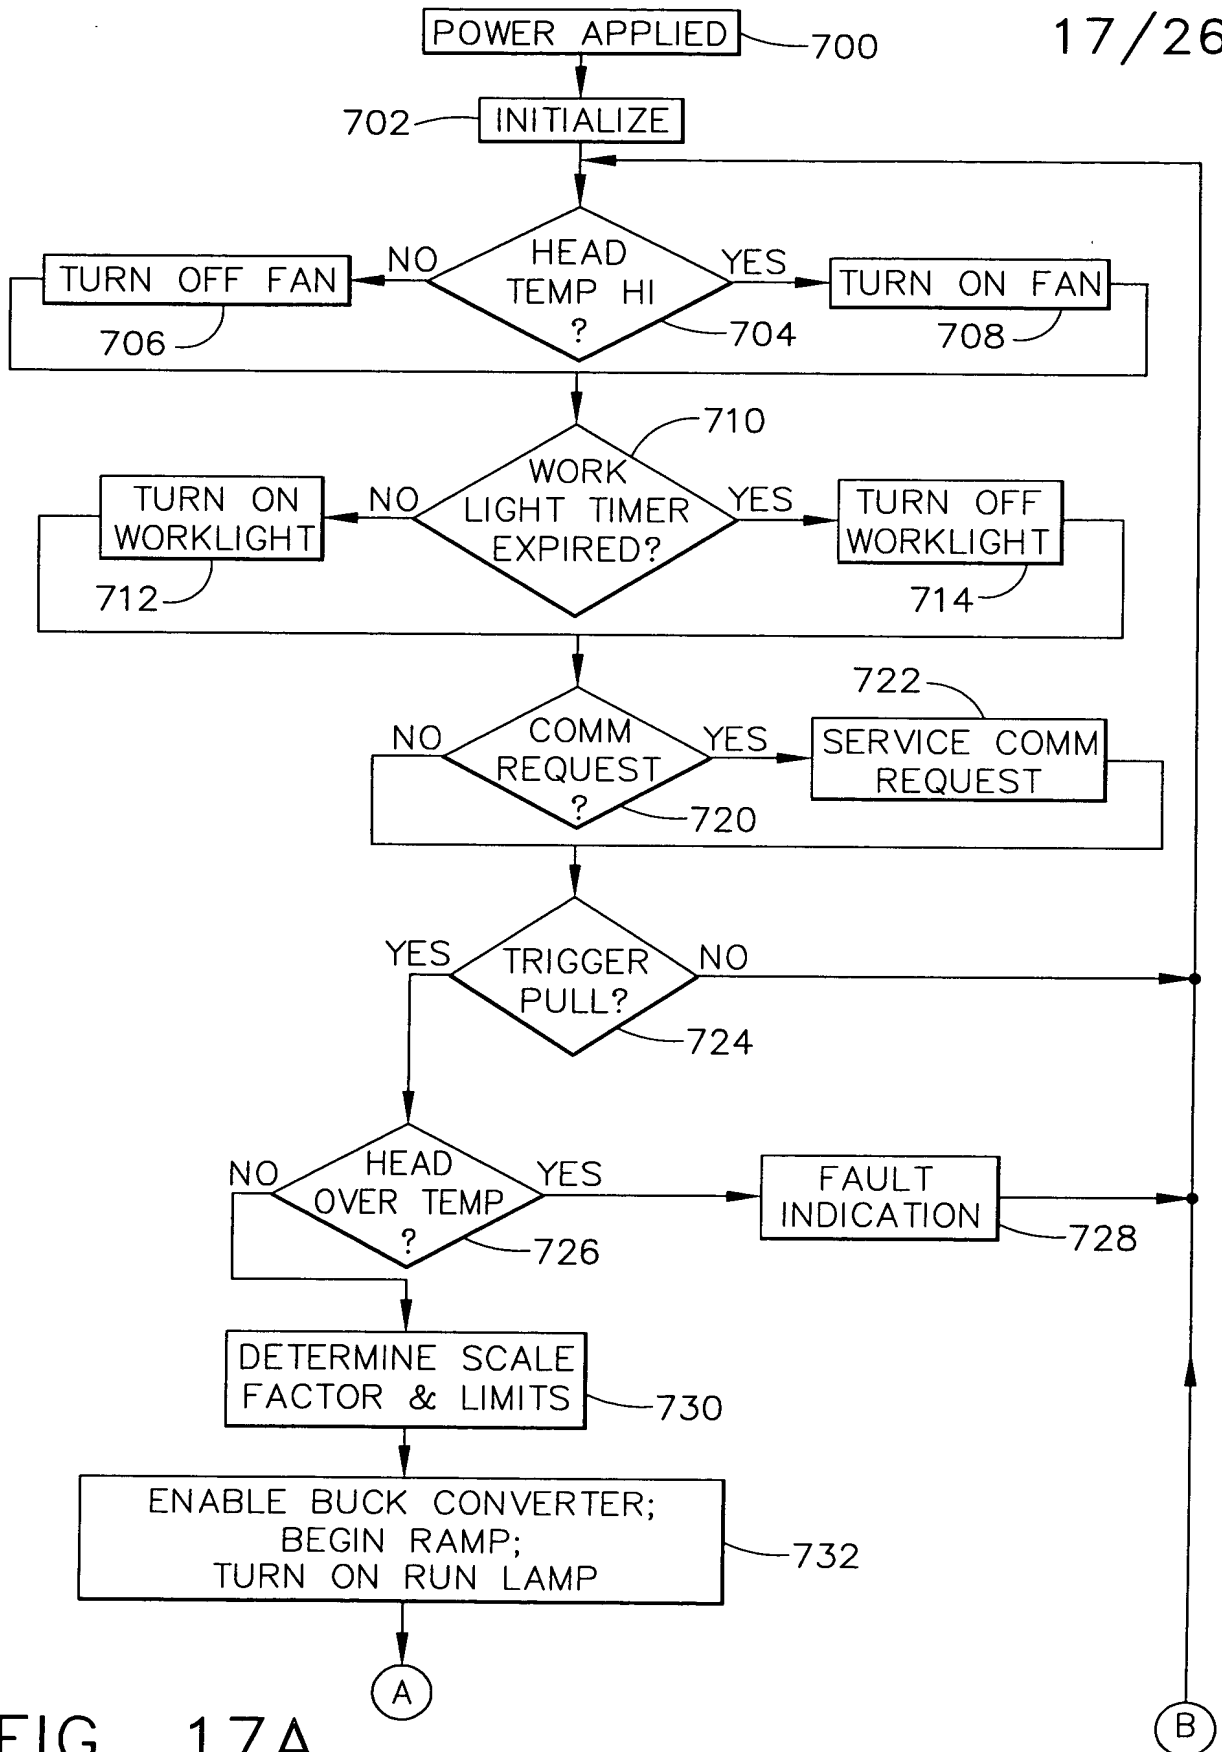 POWER APPLIED
700
17/26
702
INITIALIZE
HEAD
TEMP HI
?
NO
YES
TURN OFF FAN
TURN ON FAN
706
704
708
710
WORK
LIGHT TIMER
EXPIRED?
NO
YES
TURN ON
WORKLIGHT
TURN OFF
WORKLIGHT
712
714
722
COMM
REQUEST
?
NO
YES
SERVICE COMM
REQUEST
720
YES
TRIGGER
PULL?
NO
724
NO
HEAD
OVER TEMP
?
YES
FAULT
INDICATION
726
728
DETERMINE SCALE
FACTOR & LIMITS
730
ENABLE BUCK CONVERTER;
BEGIN RAMP;
TURN ON RUN LAMP
732
A
B
FIG. 17A